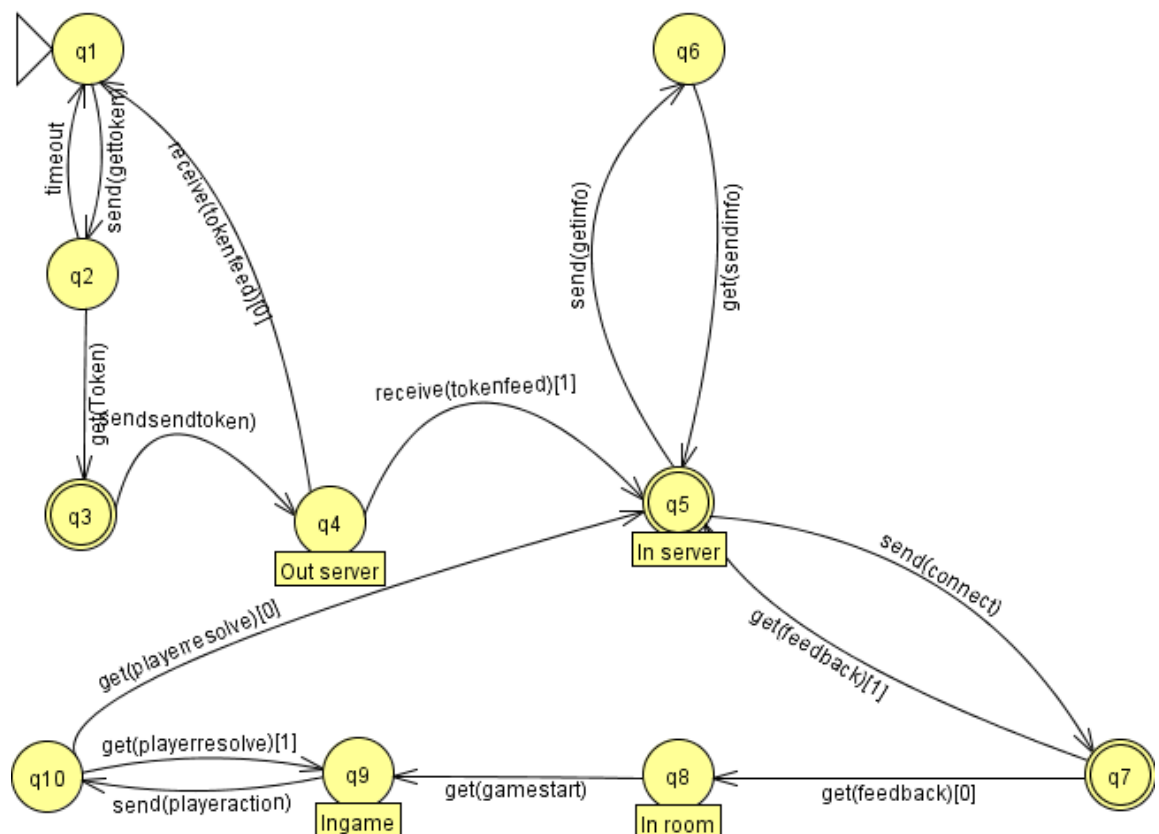 q1
q6
timeout
send(gettoken)
receive(tokenfeed)[0]
send(getinfo)
get(sendinfo)
q2
get(Token)
sendsendtoken)
receive(tokenfeed)[1]
q3
q4
Out server
q5
In server
send(connect)
get(feedback)[1]
get(playerresolve)[0]
get(playerresolve)[1]
q10
q9
Ingame
send(playeraction)
get(gamestart)
q8
In room
get(feedback)[0]
q7